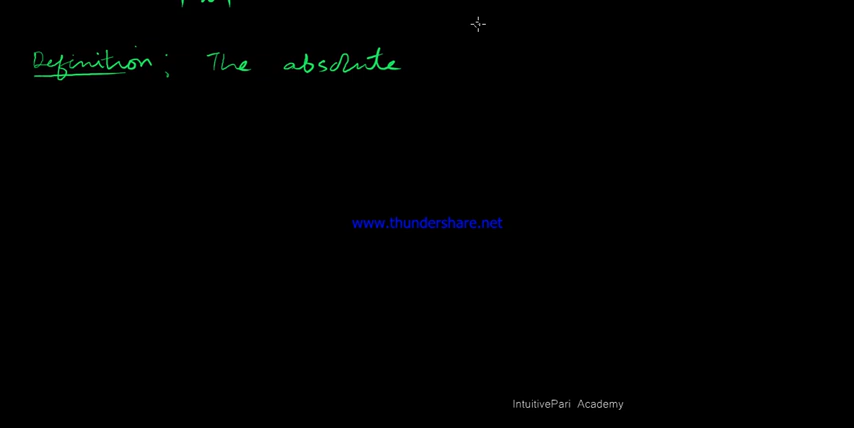 Definition; The absolute
www.thundershare.net
IntuitivePari Academy